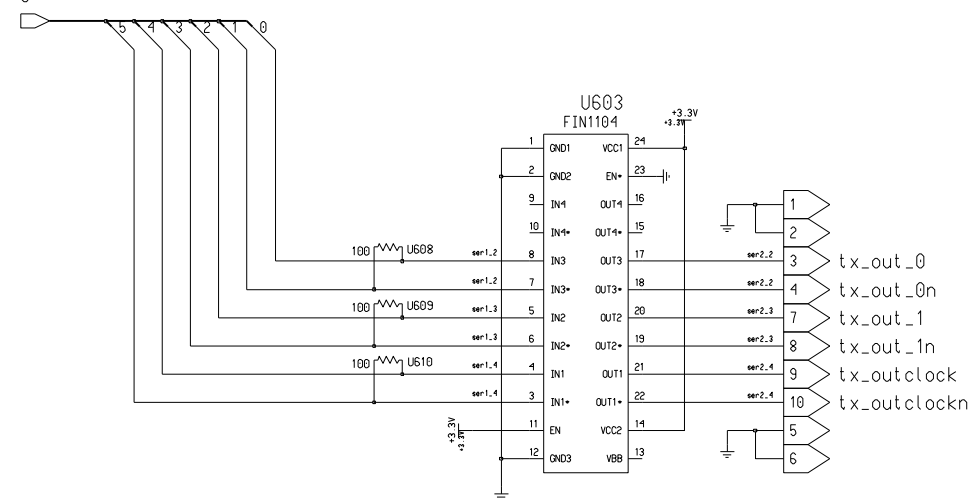 5 4 3 2 1 0
U603
FIN1104
+3.3V
+3.3V
1 GND1 VCC1 24
2 GND2 EN* 23
9 IN4 OUT4 16
10 IN4* OUT4* 15
100 U608 ser1_2 8 IN3 OUT3 17 ser2_2
ser1_2 7 IN3* OUT3* 18 ser2_2
100 U609 ser1_3 5 IN2 OUT2 20 ser2_3
ser1_3 6 IN2* OUT2* 19 ser2_3
100 U610 ser1_4 4 IN1 OUT1 21 ser2_4
ser1_4 3 IN1* OUT1* 22 ser2_4
+3.3V
+3.3V
11 EN VCC2 14
12 GND3 VBB 13
1
2
3 tx_out_0
4 tx_out_0n
7 tx_out_1
8 tx_out_1n
9 tx_outclock
10 tx_outclockn
5
6